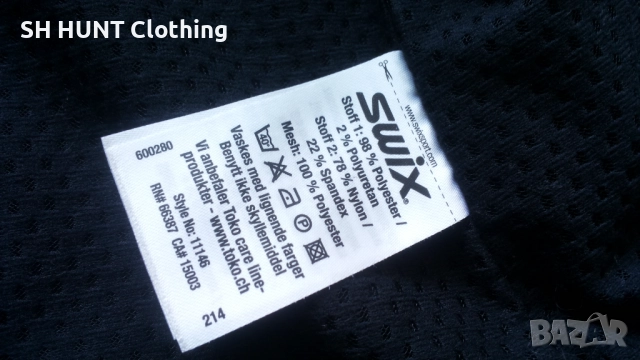 SH HUNT Clothing
www.swixsport.com
SWIX
Stoff 1: 98 % Polyester /
2 % Polyuretan
Stoff 2: 78 % Nylon /
22 % Spandex
Mesh: 100 % Polyester
Vaskes med lignende farger
Benytt ikke skyllemiddel
Vi anbefaler Toko care line-
produkter - www.toko.ch
Style No: 11146
RN# 66367 CA# 15003
600280
214
BAZAR